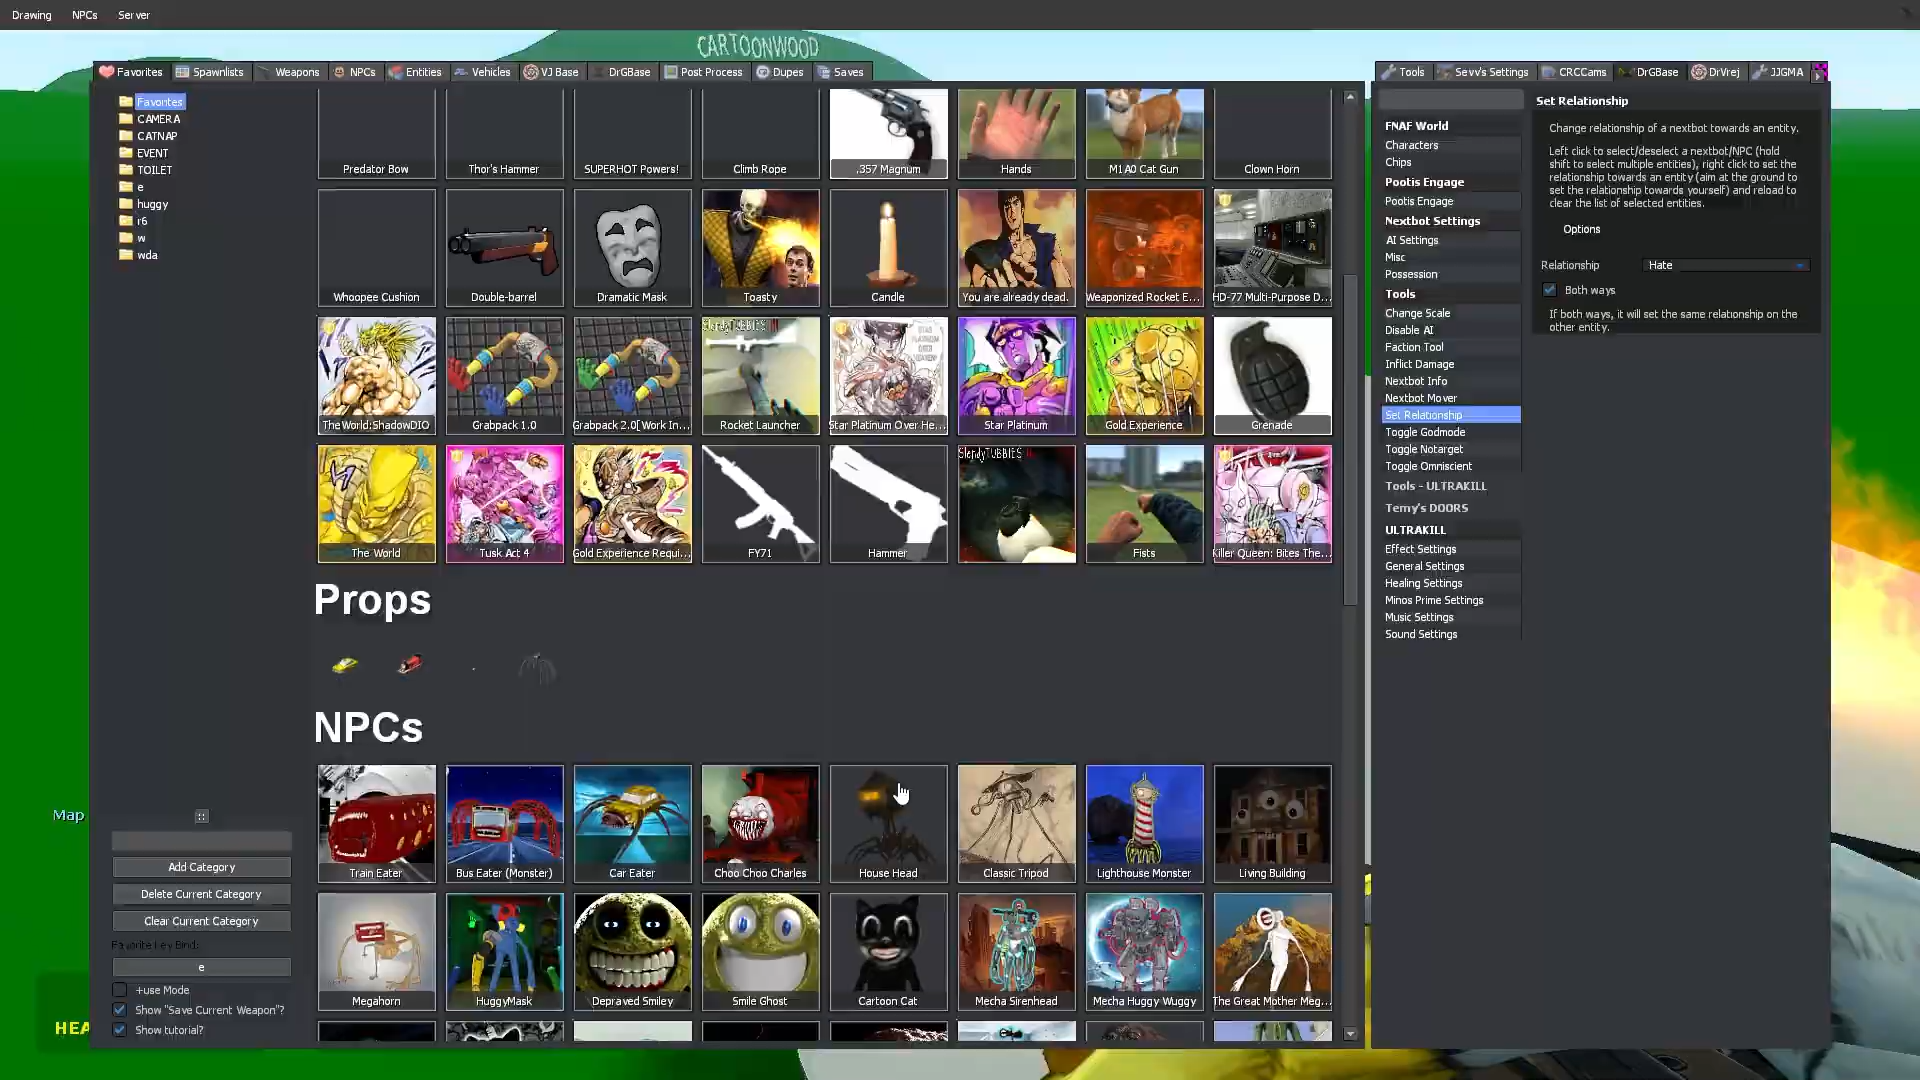 Drawing NPCs Server
CARTOONWOOD
Favorites Spawnlists Weapons NPCs Entities Vehicles VJ Base DrGBase Post Process Dupes Saves
Tools Sevv's Settings CRCCams DrGBase DrVrej JJGMA
Favorites
CAMERA
CATNAP
EVENT
TOILET
e
huggy
r6
w
wda
Predator Bow Thor's Hammer SUPERHOT Powers! Climb Rope .357 Magnum Hands M1A0 Cat Gun Clown Horn
Whoopee Cushion Double-barrel Dramatic Mask Toasty Candle You are already dead. Weaponized Rocket E... HD-77 Multi-Purpose D...
SlendyTUBBIES
The World:ShadowDIO Grabpack 1.0 Grabpack 2.0[Work In... Rocket Launcher Star Platinum Over He... Star Platinum Gold Experience Grenade
SlendyTUBBIES
The World Tusk Act 4 Gold Experience Requi... FY71 Hammer Fists Killer Queen: Bites The...
Props
NPCs
Train Eater Bus Eater (Monster) Car Eater Choo Choo Charles House Head Classic Tripod Lighthouse Monster Living Building
Megahorn HuggyMask Depraved Smiley Smile Ghost Cartoon Cat Mecha Sirenhead Mecha Huggy Wuggy The Great Mother Meg...
Map
Add Category
Delete Current Category
Clear Current Category
Favorite Key Bind:
e
+use Mode
Show "Save Current Weapon"?
Show tutorial?
HEA
FNAF World
Characters
Chips
Pootis Engage
Pootis Engage
Nextbot Settings
AI Settings
Misc
Possession
Tools
Change Scale
Disable AI
Faction Tool
Inflict Damage
Nextbot Info
Nextbot Mover
Set Relationship
Toggle Godmode
Toggle Notarget
Toggle Omniscient
Tools - ULTRAKILL
Temy's DOORS
ULTRAKILL
Effect Settings
General Settings
Healing Settings
Minos Prime Settings
Music Settings
Sound Settings
Set Relationship
Change relationship of a nextbot towards an entity.
Left click to select/deselect a nextbot/NPC (hold
shift to select multiple entities), right click to set the
relationship towards an entity (aim at the ground to
set the relationship towards yourself) and reload to
clear the list of selected entities.
Options
Relationship Hate
Both ways
If both ways, it will set the same relationship on the
other entity.